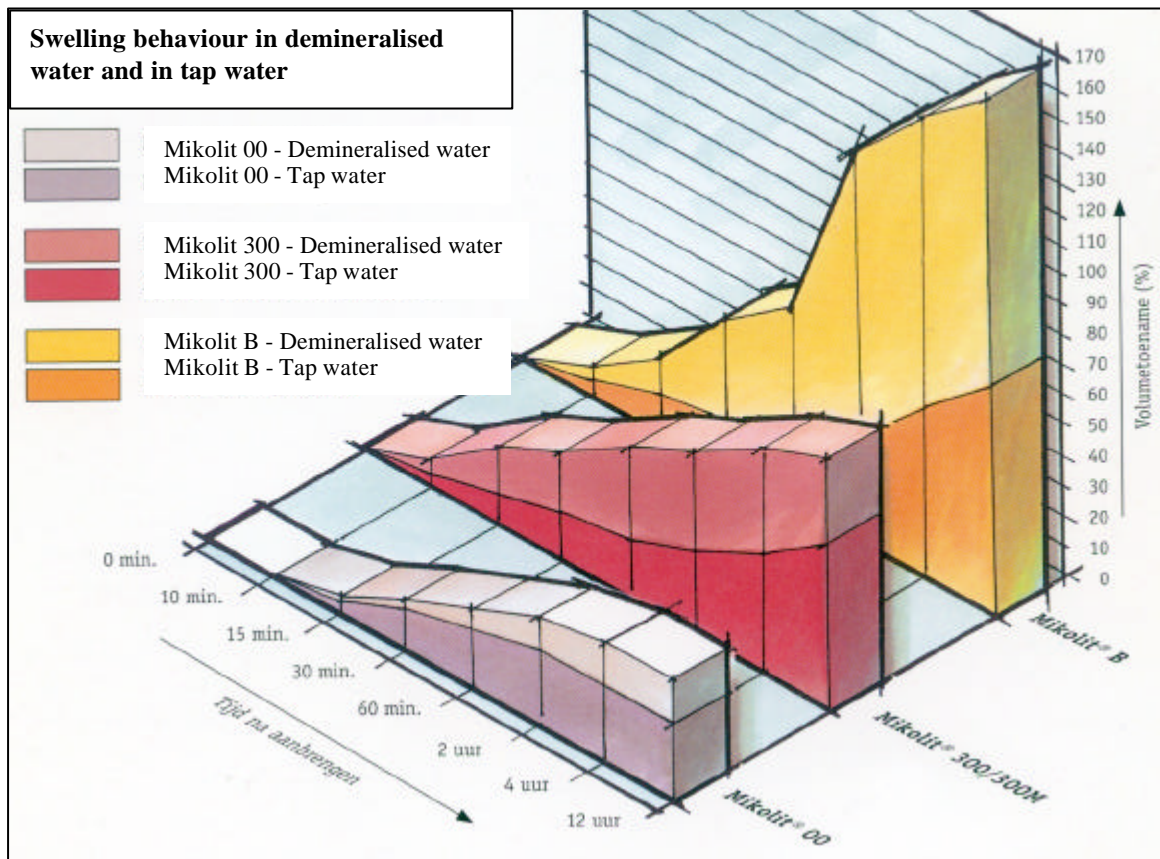 Swelling behaviour in demineralised
water and in tap water
Mikolit 00 - Demineralised water
Mikolit 00 - Tap water
Mikolit 300 - Demineralised water
Mikolit 300 - Tap water
Mikolit B - Demineralised water
Mikolit B - Tap water
170
160
150
140
130
120
110
100
90
80
70
60
50
40
30
20
10
0
Volumetoename (%)
0 min.
10 min.
15 min.
30 min.
60 min.
2 uur
4 uur
12 uur
Tijd na aanbrengen
Mikolit® B
Mikolit® 300/300M
Mikolit® 00